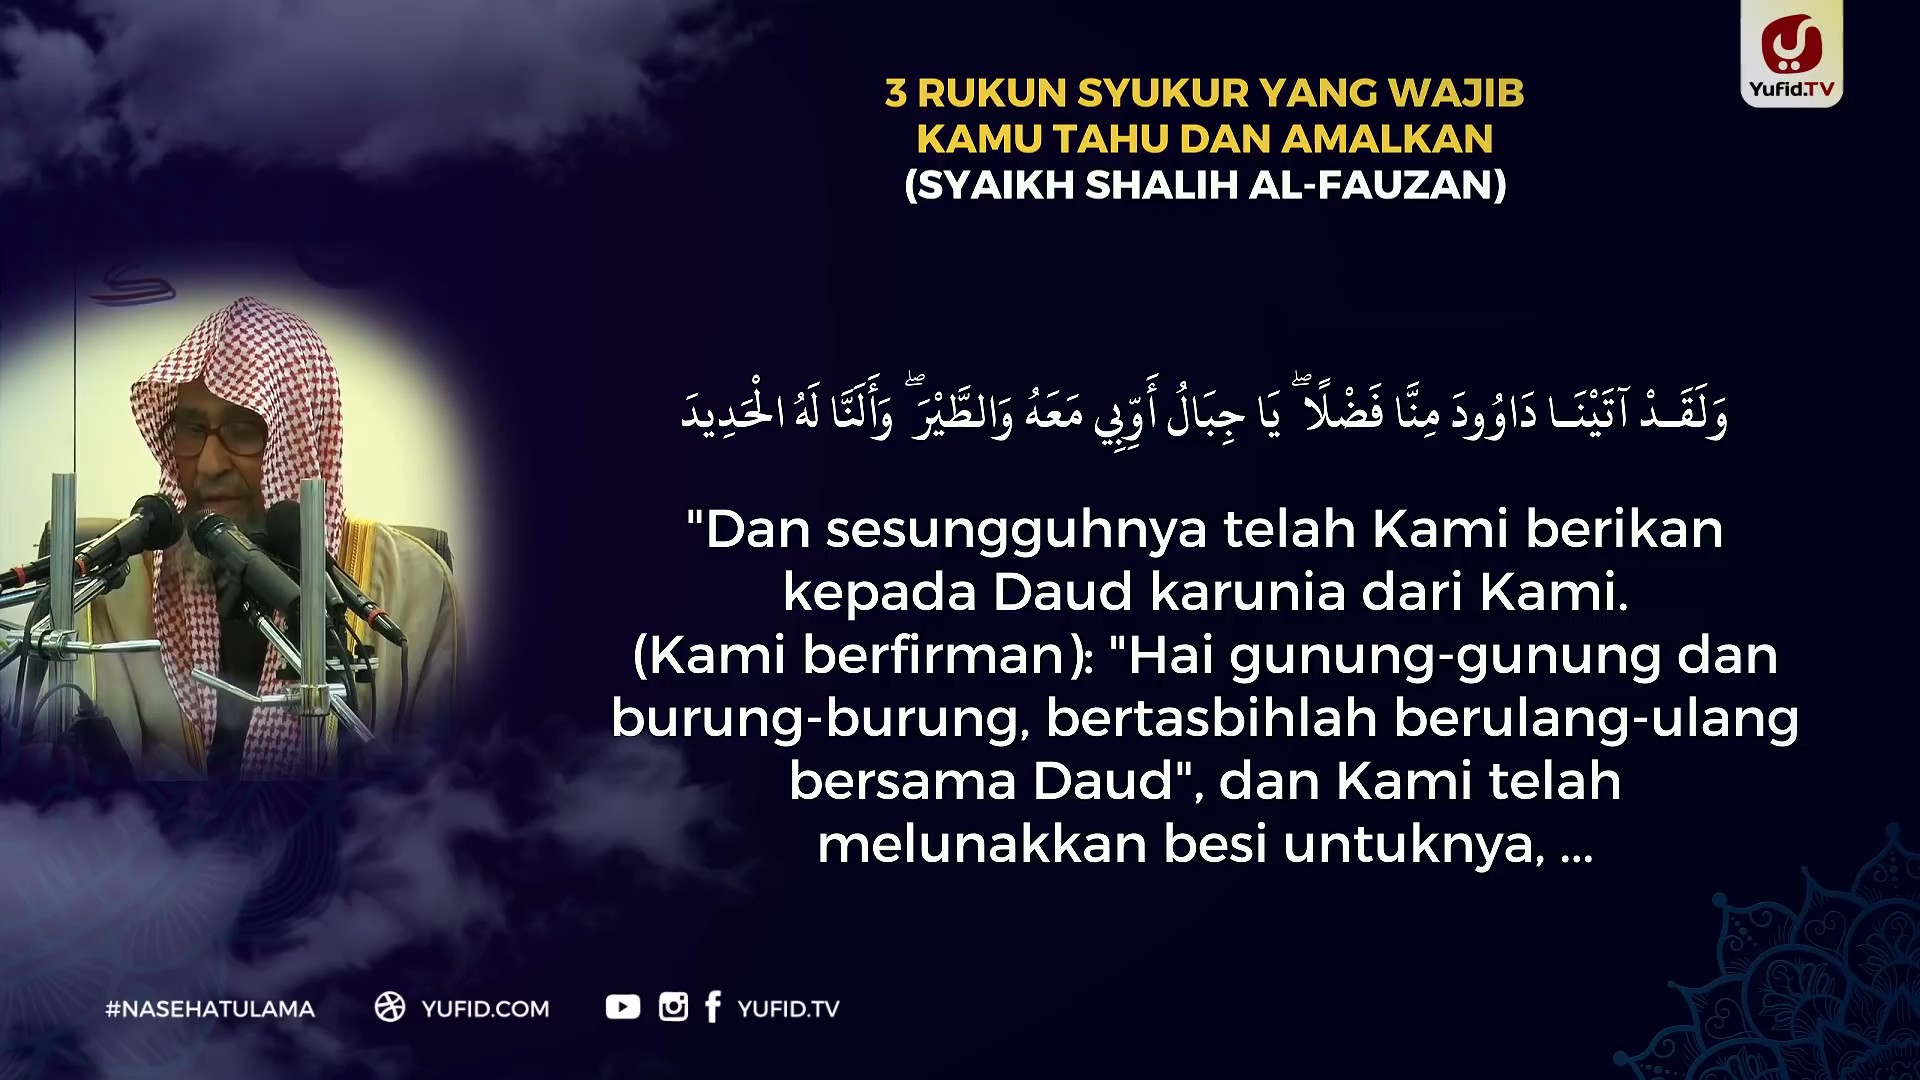 3 RUKUN SYUKUR YANG WAJIB
KAMU TAHU DAN AMALKAN
(SYAIKH SHALIH AL-FAUZAN)
Yufid.TV
وَلَقَدْ آتَيْنَا دَاوُودَ مِنَّا فَضْلًا ۖ يَا جِبَالُ أَوِّبِي مَعَهُ وَالطَّيْرَ ۖ وَأَلَنَّا لَهُ الْحَدِيدَ
"Dan sesungguhnya telah Kami berikan
kepada Daud karunia dari Kami.
(Kami berfirman): "Hai gunung-gunung dan
burung-burung, bertasbihlah berulang-ulang
bersama Daud", dan Kami telah
melunakkan besi untuknya, ...
#NASEHATULAMA YUFID.COM YUFID.TV